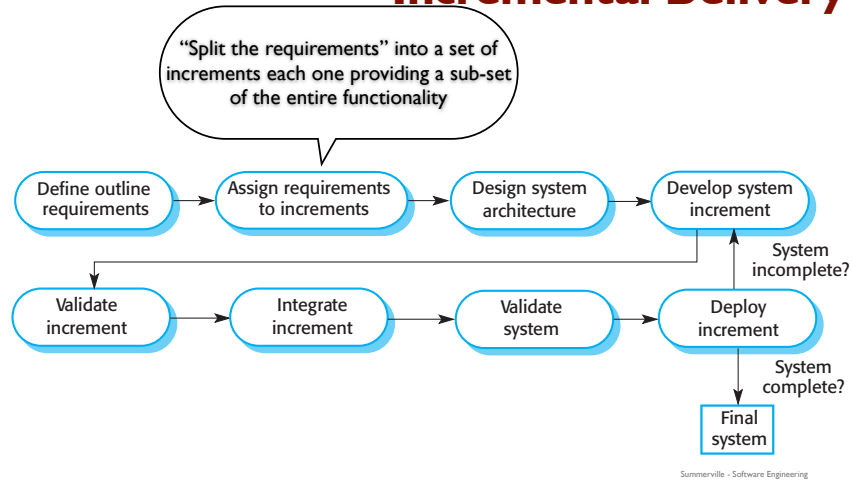 Incremental Delivery
“Split the requirements” into a set of
increments each one providing a sub-set
of the entire functionality
Define outline
requirements
Assign requirements
to increments
Design system
architecture
Develop system
increment
System
incomplete?
Validate
increment
Integrate
increment
Validate
system
Deploy
increment
System
complete?
Final
system
Summerville - Software Engineering